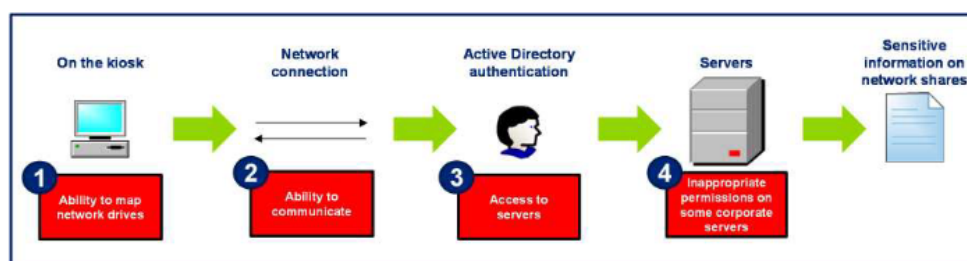 On the kiosk
Network
connection
Active Directory
authentication
Servers
Sensitive
information on
network shares
1
Ability to map
network drives
2
Ability to
communicate
3
Access to
servers
4
Inappropriate
permissions on
some corporate
servers